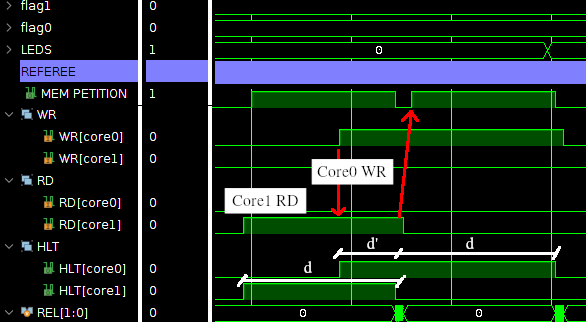 flag1 0
flag0 0
LEDS 1 0
REFEREE
MEM PETITION 1
WR
WR[core0] 0
WR[core1] 0
Core0 WR
RD
Core1 RD
RD[core0] 0
RD[core1] 0
HLT
d' d
HLT[core0] 0
d
HLT[core1] 0
REL[1:0] 0 0 0